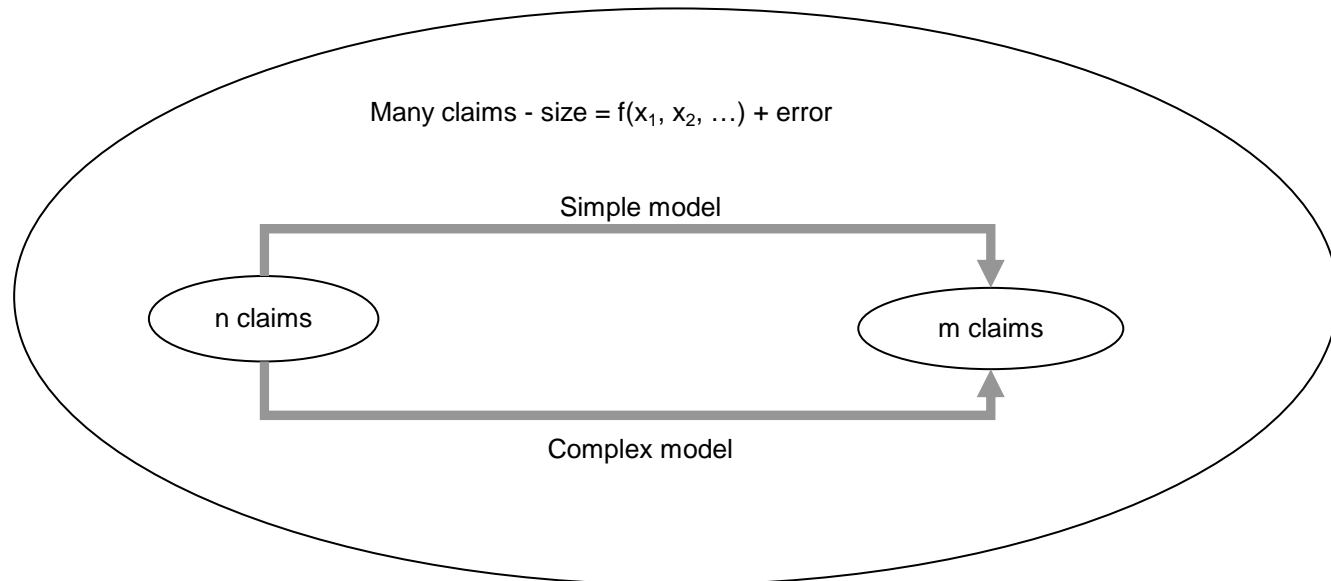 Many claims - size = f(x₁, x₂, …) + error
Simple model
n claims
m claims
Complex model